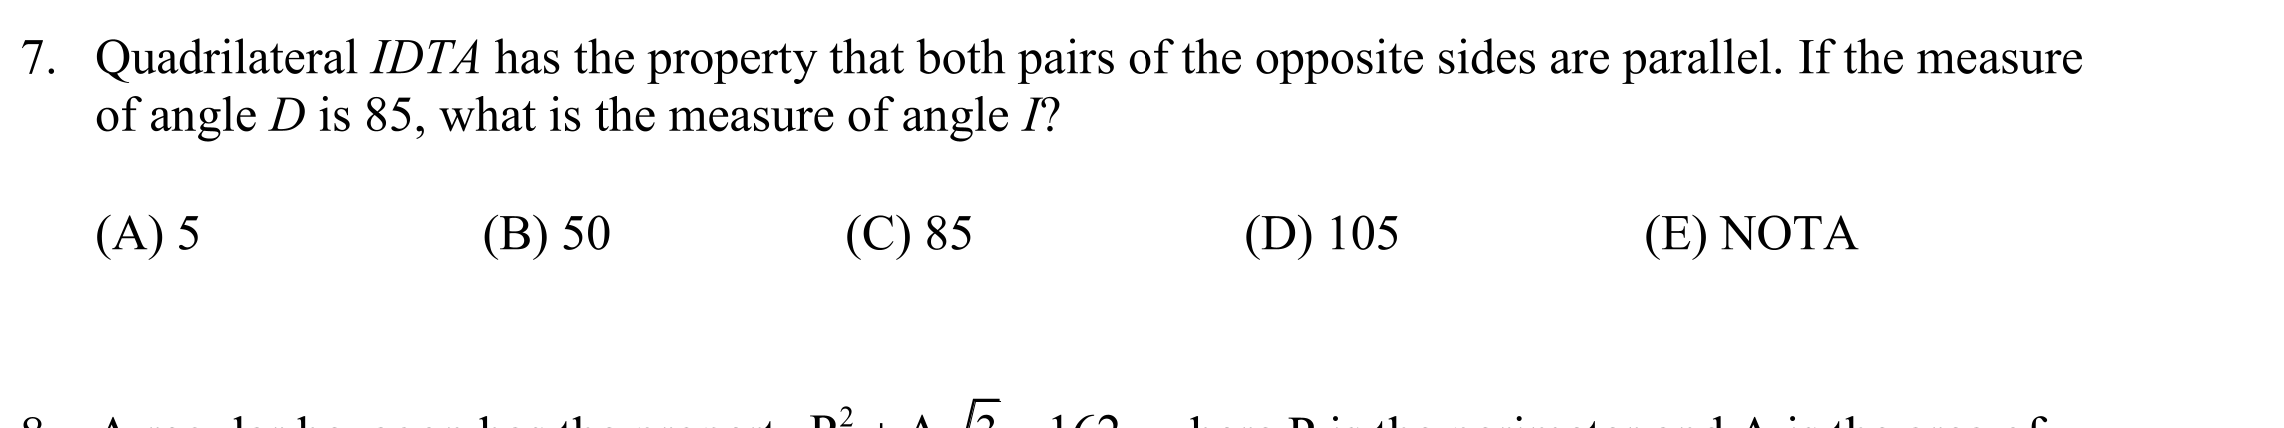 7. Quadrilateral IDTA has the property that both pairs of the opposite sides are parallel. If the measure
of angle D is 85, what is the measure of angle I?
(A) 5 (B) 50 (C) 85 (D) 105 (E) NOTA